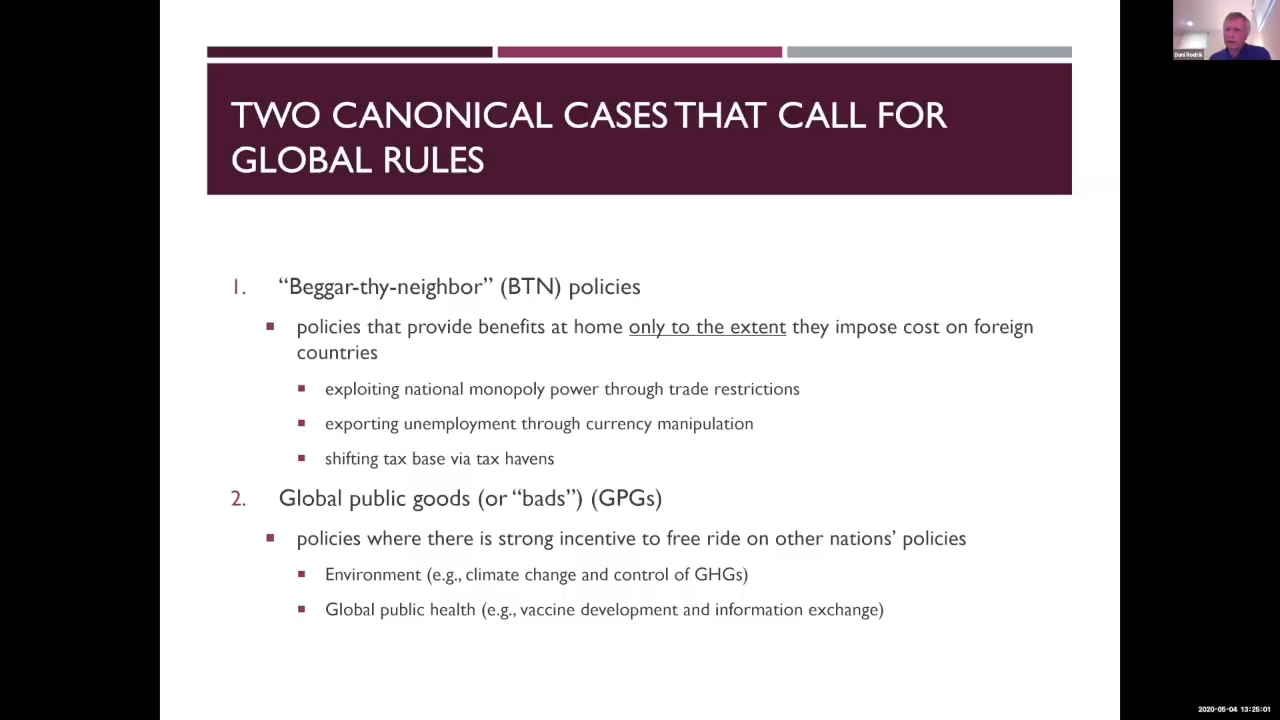 Dani Rodrik
TWO CANONICAL CASES THAT CALL FOR
GLOBAL RULES
1. “Beggar-thy-neighbor” (BTN) policies
▪ policies that provide benefits at home only to the extent they impose cost on foreign
countries
▪ exploiting national monopoly power through trade restrictions
▪ exporting unemployment through currency manipulation
▪ shifting tax base via tax havens
2. Global public goods (or “bads”) (GPGs)
▪ policies where there is strong incentive to free ride on other nations’ policies
▪ Environment (e.g., climate change and control of GHGs)
▪ Global public health (e.g., vaccine development and information exchange)
2020-05-04 13:25:01